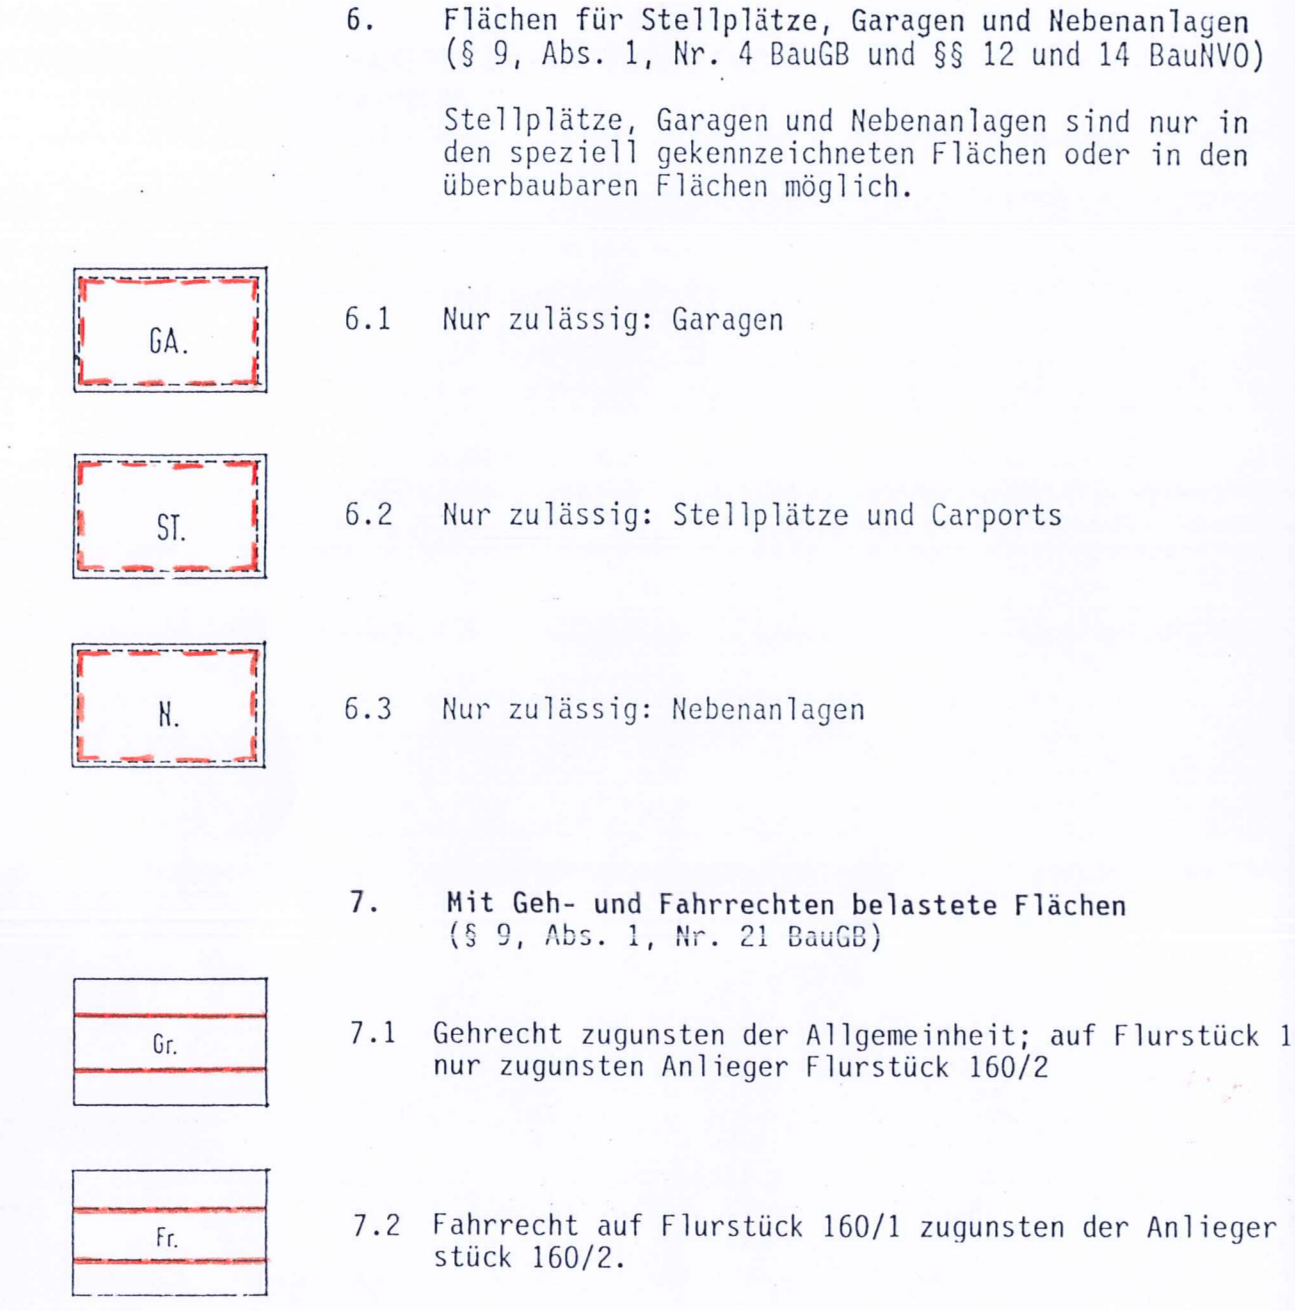 6. Flächen für Stellplätze, Garagen und Nebenanlagen
(§ 9, Abs. 1, Nr. 4 BauGB und §§ 12 und 14 BauNVO)
Stellplätze, Garagen und Nebenanlagen sind nur in
den speziell gekennzeichneten Flächen oder in den
überbaubaren Flächen möglich.
GA. 6.1 Nur zulässig: Garagen
ST. 6.2 Nur zulässig: Stellplätze und Carports
N. 6.3 Nur zulässig: Nebenanlagen
7. Mit Geh- und Fahrrechten belastete Flächen
(§ 9, Abs. 1, Nr. 21 BauGB)
Gr. 7.1 Gehrecht zugunsten der Allgemeinheit; auf Flurstück 1
nur zugunsten Anlieger Flurstück 160/2
Fr. 7.2 Fahrrecht auf Flurstück 160/1 zugunsten der Anlieger
stück 160/2.